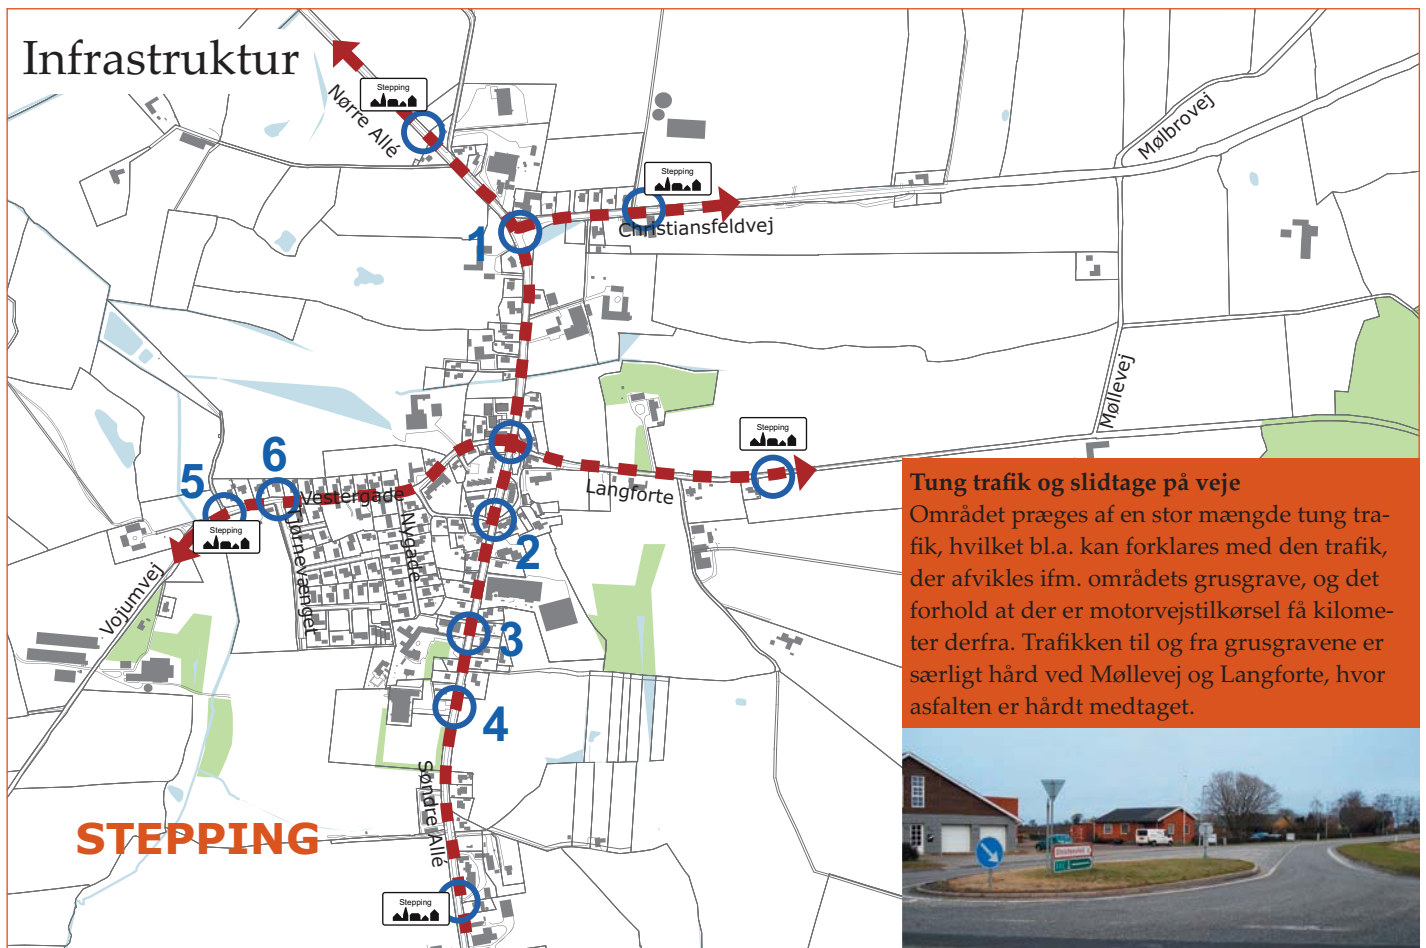 Infrastruktur
Stepping
Nørre Allé
Stepping
Mølbrovej
Christiansfeldvej
1
Møllevej
Stepping
6
5
Vestergade
Langforte
Stepping
Tjørnevænget
Nygade
2
Vojumvej
3
4
Søndre Allé
STEPPING
Stepping
Tung trafik og slidtage på veje
Området præges af en stor mængde tung tra-
fik, hvilket bl.a. kan forklares med den trafik,
der afvikles ifm. områdets grusgrave, og det
forhold at der er motorvejstilkørsel få kilome-
ter derfra. Trafikken til og fra grusgravene er
særligt hård ved Møllevej og Langforte, hvor
asfalten er hårdt medtaget.